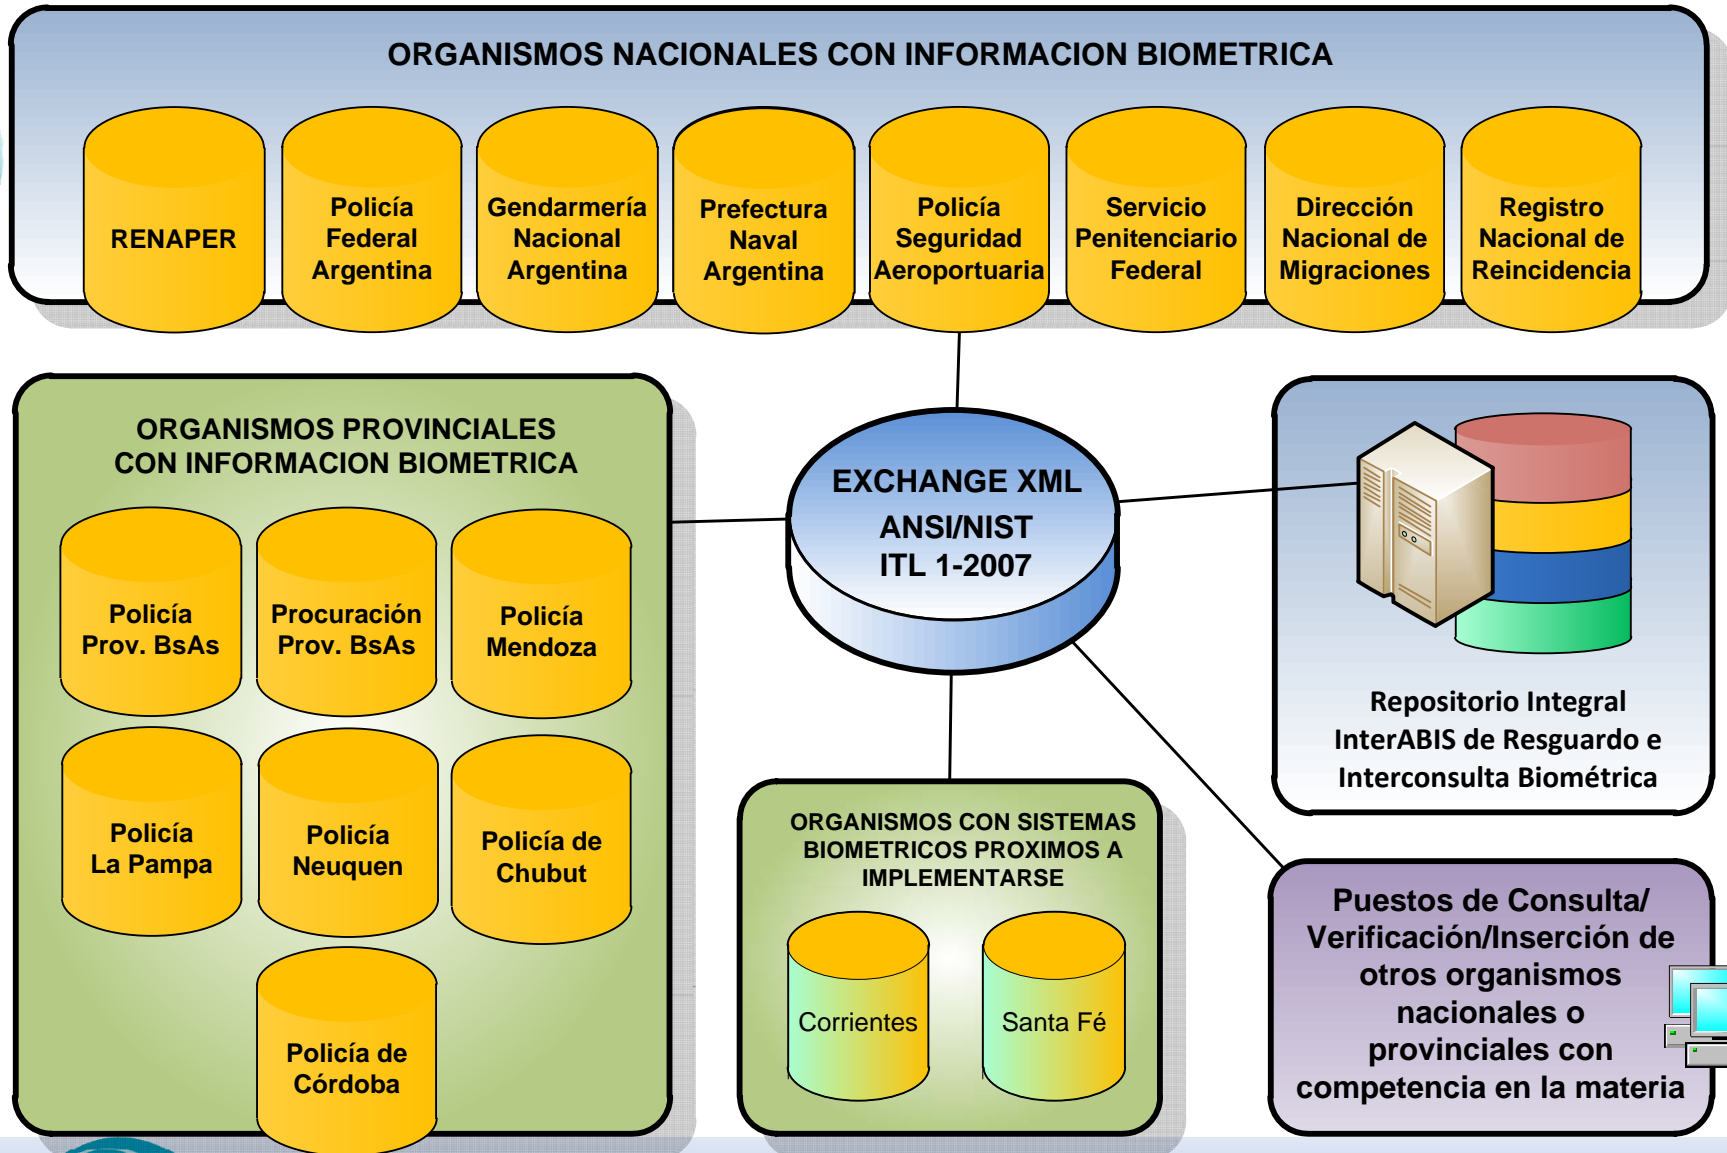 ORGANISMOS NACIONALES CON INFORMACION BIOMETRICA
RENAPER
Policía
Federal
Argentina
Gendarmería
Nacional
Argentina
Prefectura
Naval
Argentina
Policía
Seguridad
Aeroportuaria
Servicio
Penitenciario
Federal
Dirección
Nacional de
Migraciones
Registro
Nacional de
Reincidencia
ORGANISMOS PROVINCIALES
CON INFORMACION BIOMETRICA
Policía
Prov. BsAs
Procuración
Prov. BsAs
Policía
Mendoza
Policía
La Pampa
Policía
Neuquen
Policía de
Chubut
Policía de
Córdoba
EXCHANGE XML
ANSI/NIST
ITL 1-2007
Repositorio Integral
InterABIS de Resguardo e
Interconsulta Biométrica
ORGANISMOS CON SISTEMAS
BIOMETRICOS PROXIMOS A
IMPLEMENTARSE
Corrientes
Santa Fé
Puestos de Consulta/
Verificación/Inserción de
otros organismos
nacionales o
provinciales con
competencia en la materia